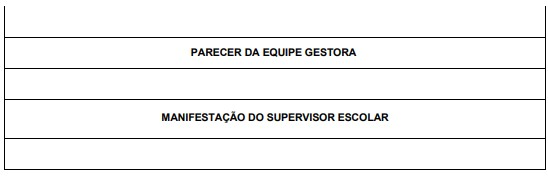 PARECER DA EQUIPE GESTORA
MANIFESTAÇÃO DO SUPERVISOR ESCOLAR